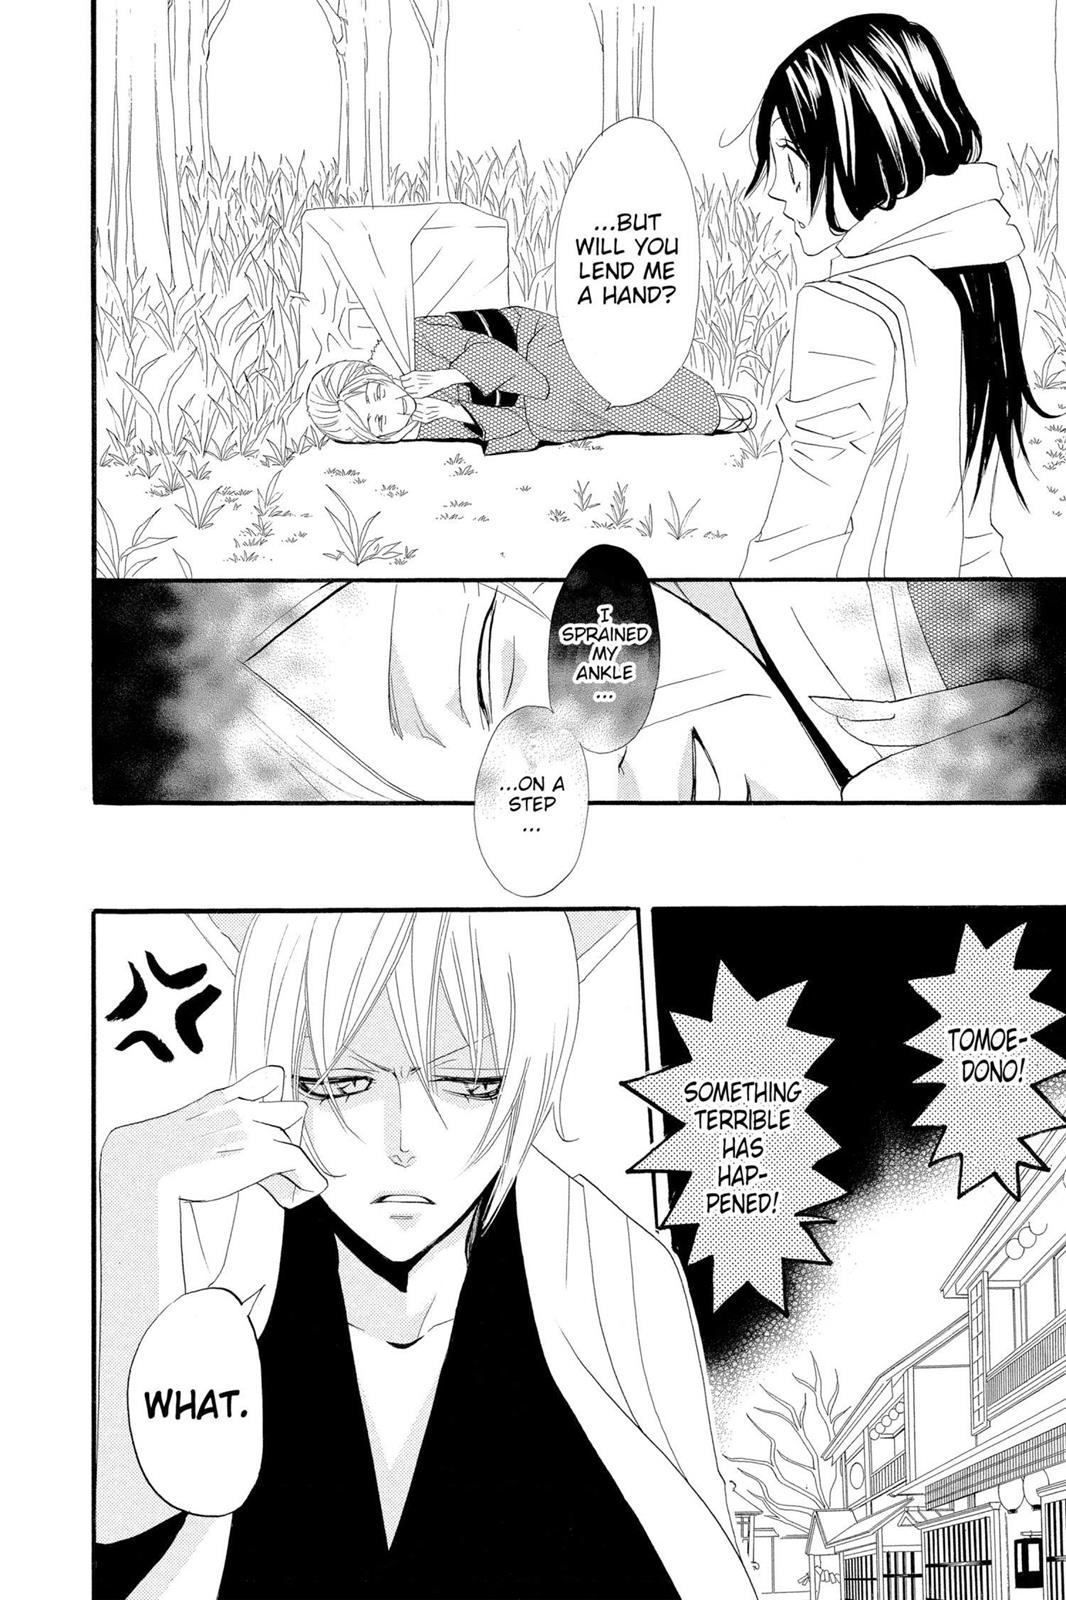 ...BUT
WILL YOU
LEND ME
A HAND?
I
SPRAINED
MY
ANKLE
...
...ON A
STEP
...
TOMOE-
DONO!
SOMETHING
TERRIBLE
HAS
HAP-
PENED!
WHAT.